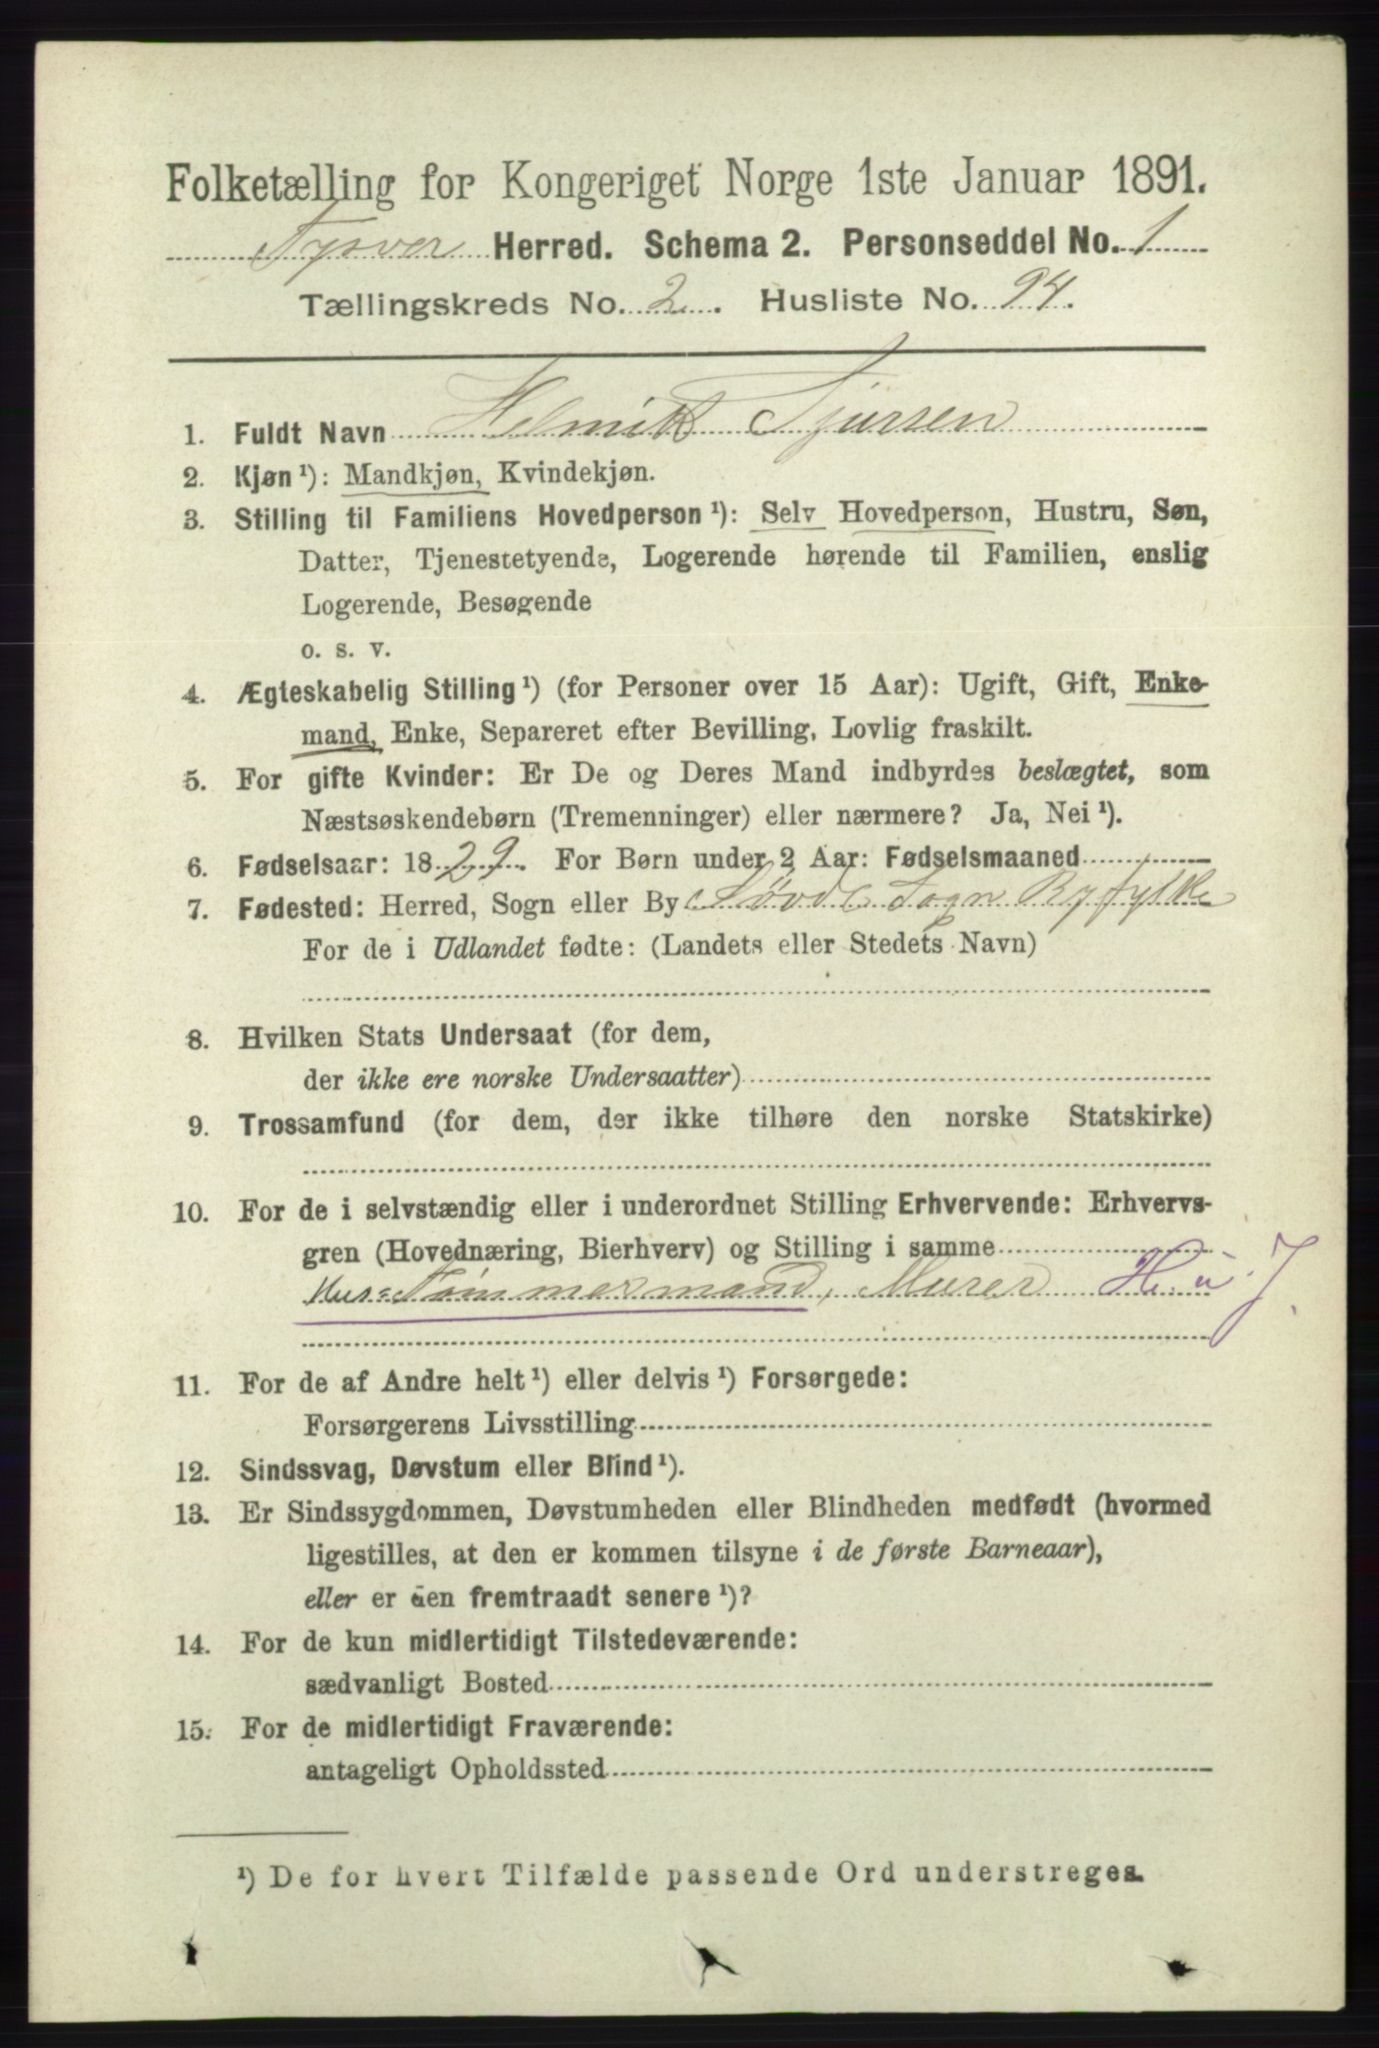 Folketælling for Kongeriget Norge 1ste Januar 1891.
Tysvær Herred. Schema 2. Personseddel No. 1
Tællingskreds No. 2. Husliste No. 94.
1. Fuldt Navn Helmik Sjursen
2. Kjøn ¹): Mandkjøn, Kvindekjøn.
3. Stilling til Familiens Hovedperson ¹): Selv Hovedperson, Hustru, Søn,
Datter, Tjenestetyende, Logerende hørende til Familien, enslig
Logerende, Besøgende
o. s. v.
4. Ægteskabelig Stilling ¹) (for Personer over 15 Aar): Ugift, Gift, Enke-
mand, Enke, Separeret efter Bevilling, Lovlig fraskilt.
5. For gifte Kvinder: Er De og Deres Mand indbyrdes beslægtet, som
Næstsøskendebørn (Tremenninger) eller nærmere? Ja, Nei ¹).
6. Fødselsaar: 1829. For Børn under 2 Aar: Fødselsmaaned
7. Fødested: Herred, Sogn eller By Søvde Sogn Ryfylke
For de i Udlandet fødte: (Landets eller Stedets Navn)
8. Hvilken Stats Undersaat (for dem,
der ikke ere norske Undersaatter)
9. Trossamfund (for dem, der ikke tilhøre den norske Statskirke)
10. For de i selvstændig eller i underordnet Stilling Erhvervende: Erhvervs-
gren (Hovednæring, Bierhverv) og Stilling i samme
Hus-Tømmermand, Murer H. u. J.
11. For de af Andre helt ¹) eller delvis ¹) Forsørgede:
Forsørgerens Livsstilling
12. Sindssvag, Døvstum eller Blind ¹).
13. Er Sindssygdommen, Døvstumheden eller Blindheden medfødt (hvormed
ligestilles, at den er kommen tilsyne i de første Barneaar),
eller er den fremtraadt senere ¹)?
14. For de kun midlertidigt Tilstedeværende:
sædvanligt Bosted
15. For de midlertidigt Fraværende:
antageligt Opholdssted
¹) De for hvert Tilfælde passende Ord understreges.